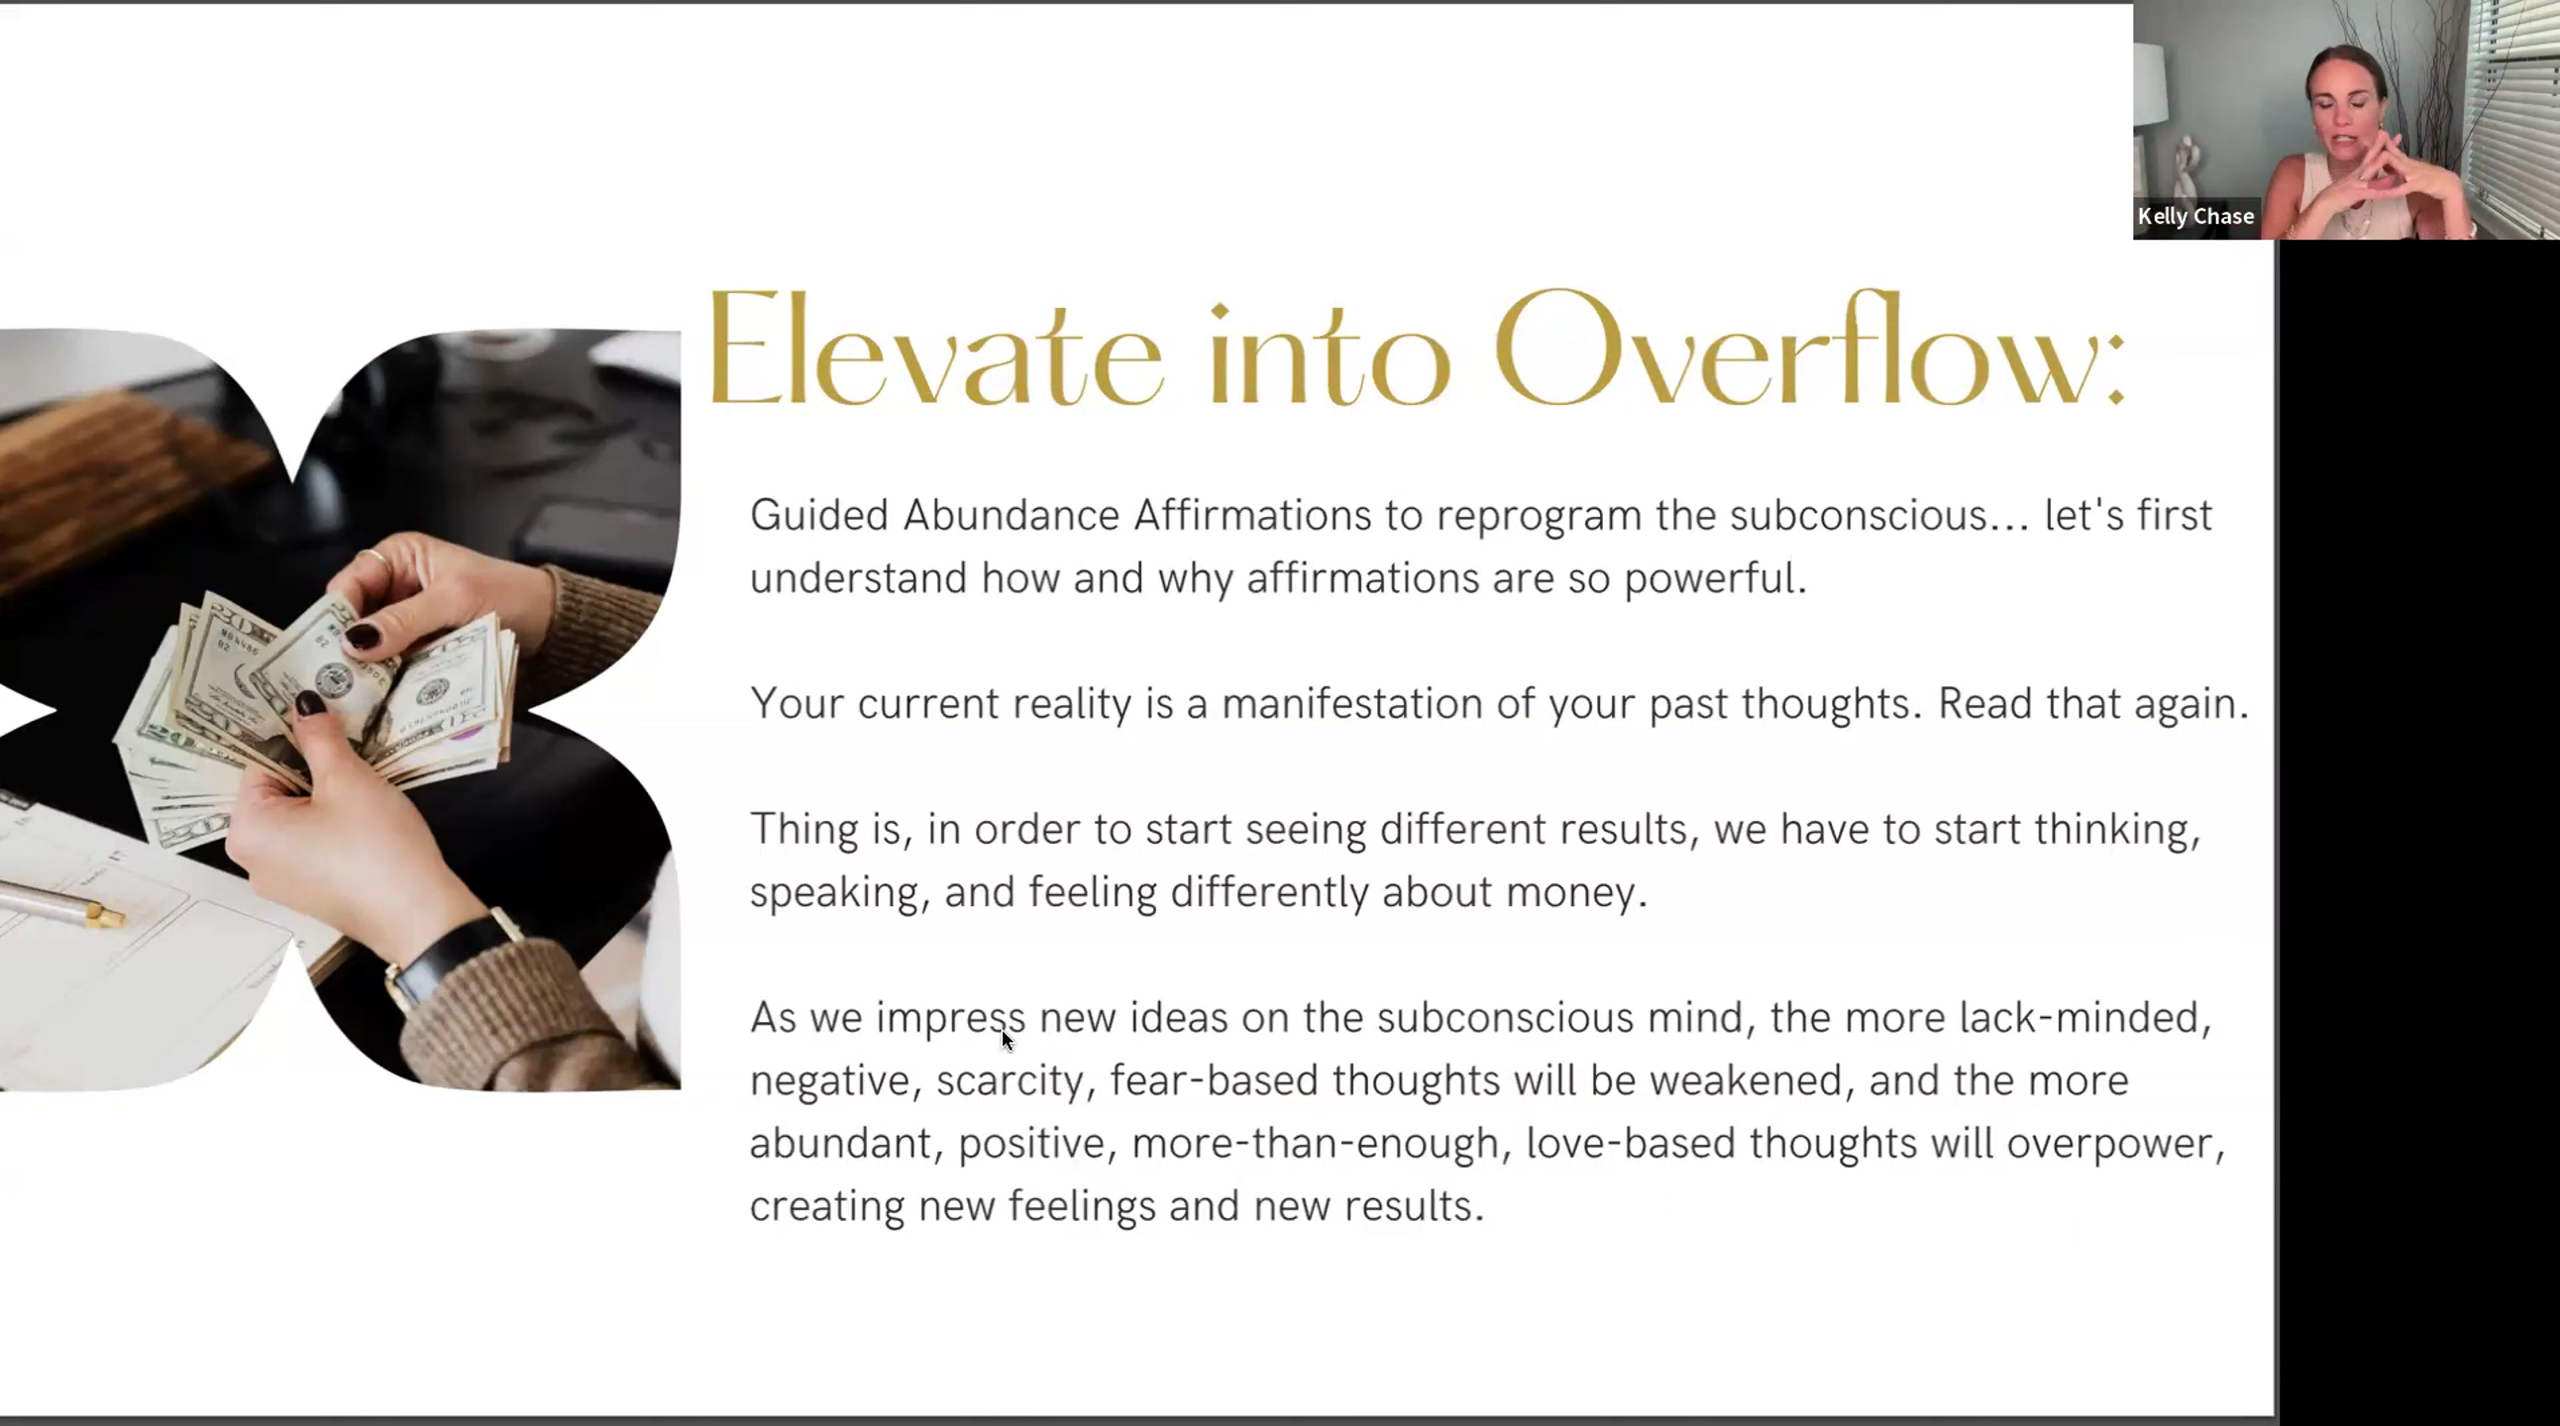 Kelly Chase
Elevate into Overflow:
Guided Abundance Affirmations to reprogram the subconscious... let's first
understand how and why affirmations are so powerful.
Your current reality is a manifestation of your past thoughts. Read that again.
Thing is, in order to start seeing different results, we have to start thinking,
speaking, and feeling differently about money.
As we impress new ideas on the subconscious mind, the more lack-minded,
negative, scarcity, fear-based thoughts will be weakened, and the more
abundant, positive, more-than-enough, love-based thoughts will overpower,
creating new feelings and new results.